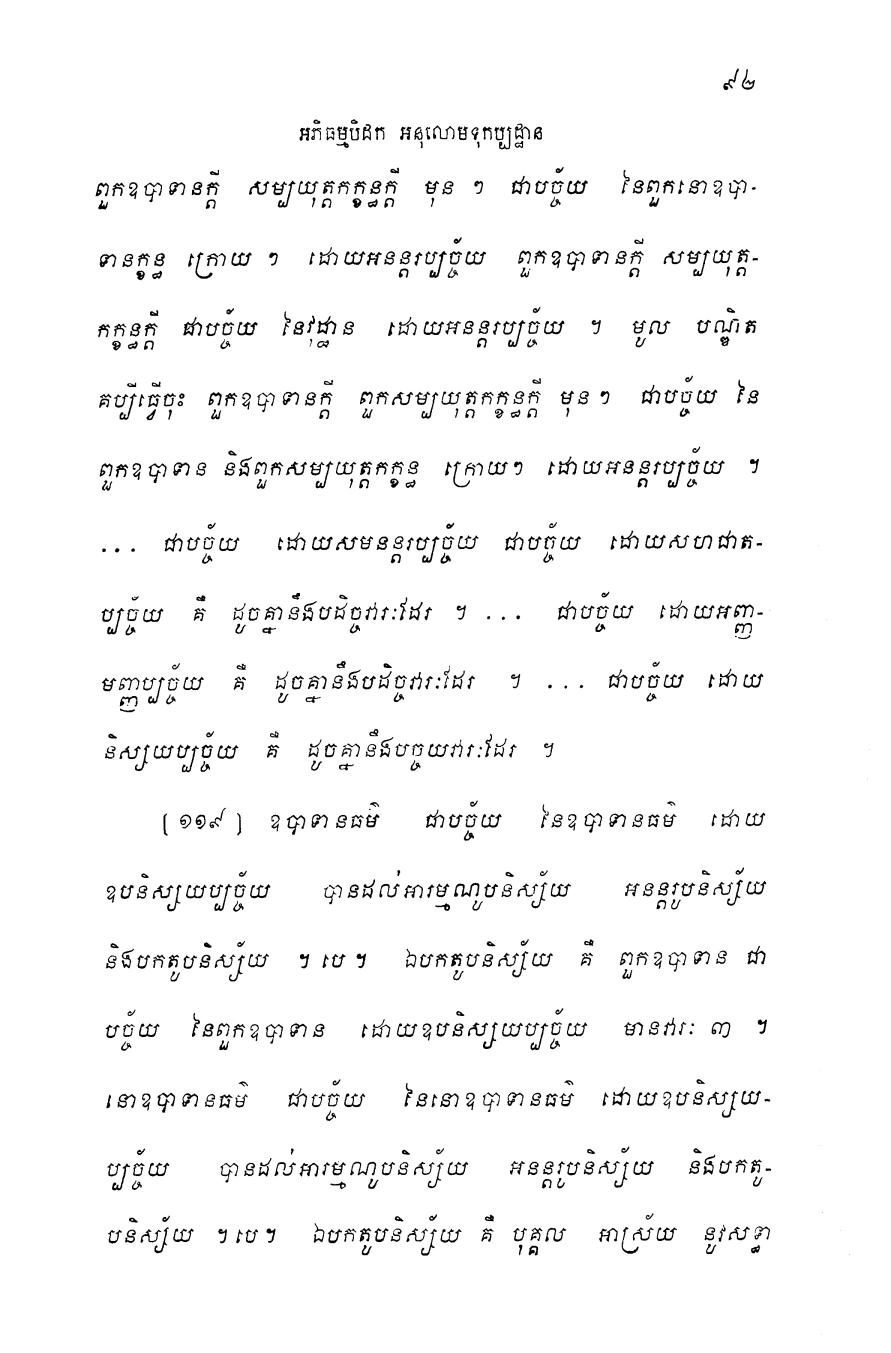 ៩៤
អភិធម្មបិដក អនុលោមទុកប្បដ្ឋាន
ពួកឧបាទានក្តី សម្បយុត្តកក្ខន្ធក្តី មុន ៗ ជាបច្ច័យ នៃពួកនោឧបា-
ទានក្ខន្ធ ក្រោយ ៗ ដោយអនន្តរប្បច្ច័យ ពួកឧបាទានក្តី សម្បយុត្ត-
កក្ខន្ធក្តី ជាបច្ច័យ នៃវុដ្ឋាន ដោយអនន្តរប្បច្ច័យ ។ មូល បណ្ឌិត
គប្បីធ្វើចុះ ពួកឧបាទានក្តី ពួកសម្បយុត្តកក្ខន្ធក្តី មុនៗ ជាបច្ច័យ នៃ
ពួកឧបាទាន និងពួកសម្បយុត្តកក្ខន្ធ ក្រោយៗ ដោយអនន្តរប្បច្ច័យ ។
... ជាបច្ច័យ ដោយសមនន្តរប្បច្ច័យ ជាបច្ច័យ ដោយសហជាត-
ប្បច្ច័យ គឺ ដូចគ្នានឹងបដិច្ចវារៈដែរ ។ ... ជាបច្ច័យ ដោយអញ្ញ-
មញ្ញប្បច្ច័យ គឺ ដូចគ្នានឹងបដិច្ចវារៈដែរ ។ ... ជាបច្ច័យ ដោយ
និស្សយប្បច្ច័យ គឺ ដូចគ្នានឹងបច្ចយវារៈដែរ ។
[១១៩] ឧបាទានធម៌ ជាបច្ច័យ នៃឧបាទានធម៌ ដោយ
ឧបនិស្សយប្បច្ច័យ បានដល់អារម្មណូបនិស្ស័យ អនន្តរូបនិស្ស័យ
និងបកតូបនិស្ស័យ ។ បេ ។ ឯបកតូបនិស្ស័យ គឺ ពួកឧបាទាន ជា
បច្ច័យ នៃពួកឧបាទាន ដោយឧបនិស្សយប្បច្ច័យ មានវារៈ ៣ ។
នោឧបាទានធម៌ ជាបច្ច័យ នៃនោឧបាទានធម៌ ដោយឧបនិស្សយ-
ប្បច្ច័យ បានដល់អារម្មណូបនិស្ស័យ អនន្តរូបនិស្ស័យ និងបកតូ-
បនិស្ស័យ ។ បេ ។ ឯបកតូបនិស្ស័យ គឺ បុគ្គល អាស្រ័យ នូវសទ្ធា